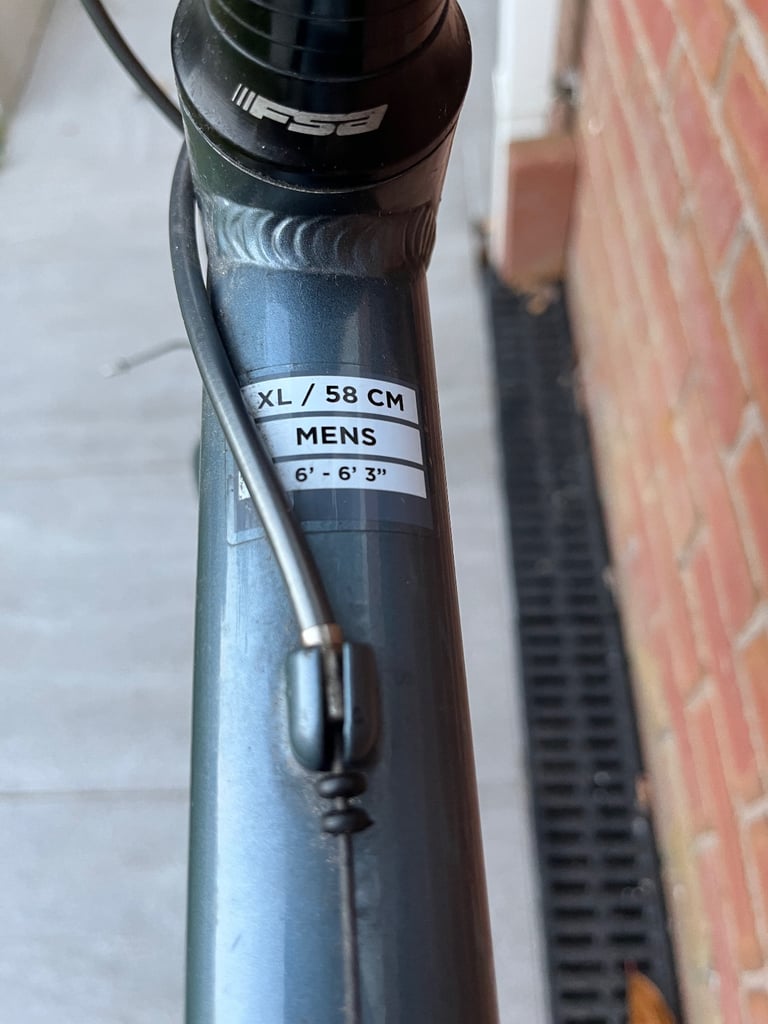 FSA
XL / 58 CM
MENS
6' - 6' 3"